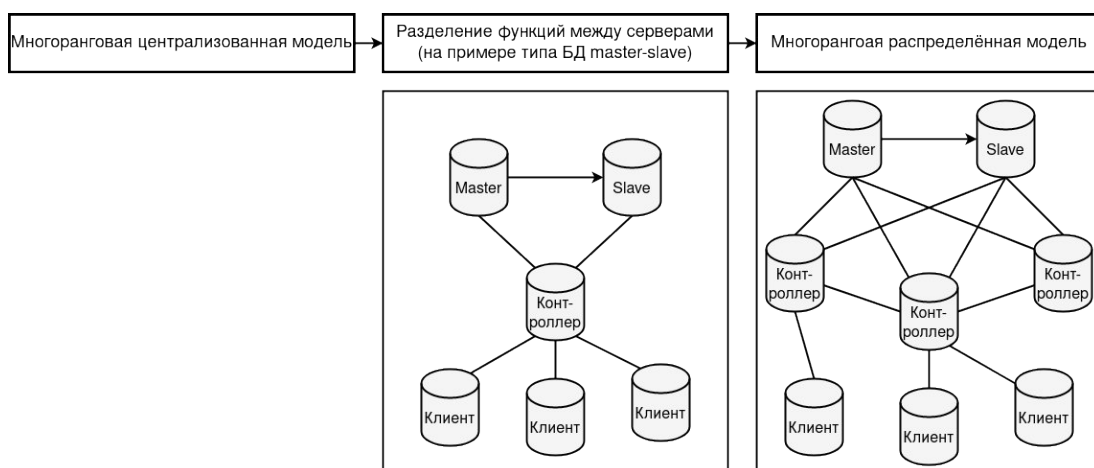 Многоранговая централизованная модель
Разделение функций между серверами
(на примере типа БД master-slave)
Многорангоая распределённая модель
Master
Slave
Конт-
роллер
Клиент
Клиент
Клиент
Master
Slave
Конт-
роллер
Конт-
роллер
Конт-
роллер
Клиент
Клиент
Клиент